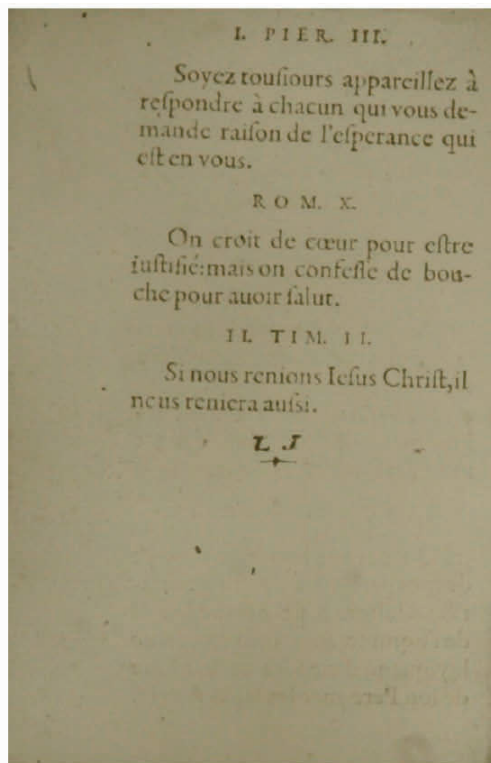 I. PIER. III.
Soyez touſiours appareillez à
reſpondre à chacun qui vous de-
mande raiſon de l'eſperance qui
eſt en vous.
ROM. X.
On croit de cœur pour eſtre
iuſtifié: mais on confeſſe de bou-
che pour auoir ſalut.
II. TIM. II.
Si nous renions Ieſus Chriſt, il
nous reniera auſsi.
L J